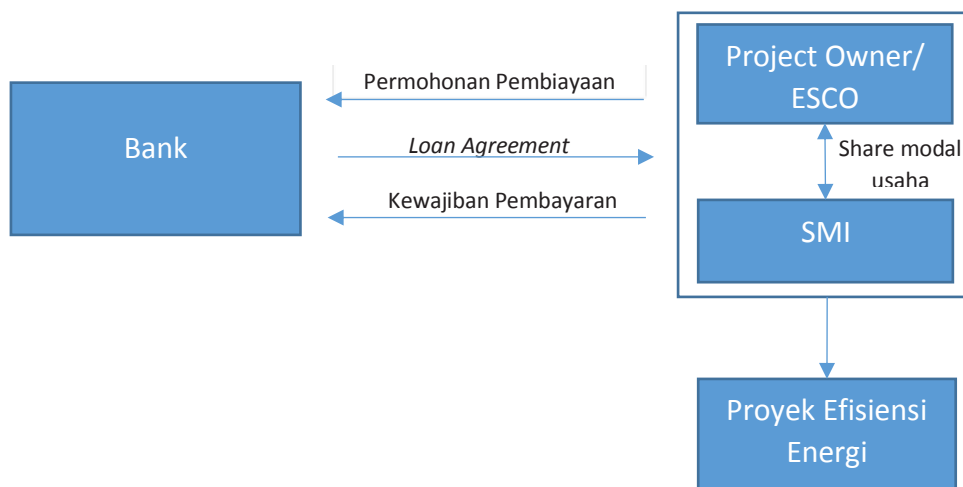 Project Owner/
ESCO
Permohonan Pembiayaan
Bank
Loan Agreement
Share modal
usaha
Kewajiban Pembayaran
SMI
Proyek Efisiensi
Energi